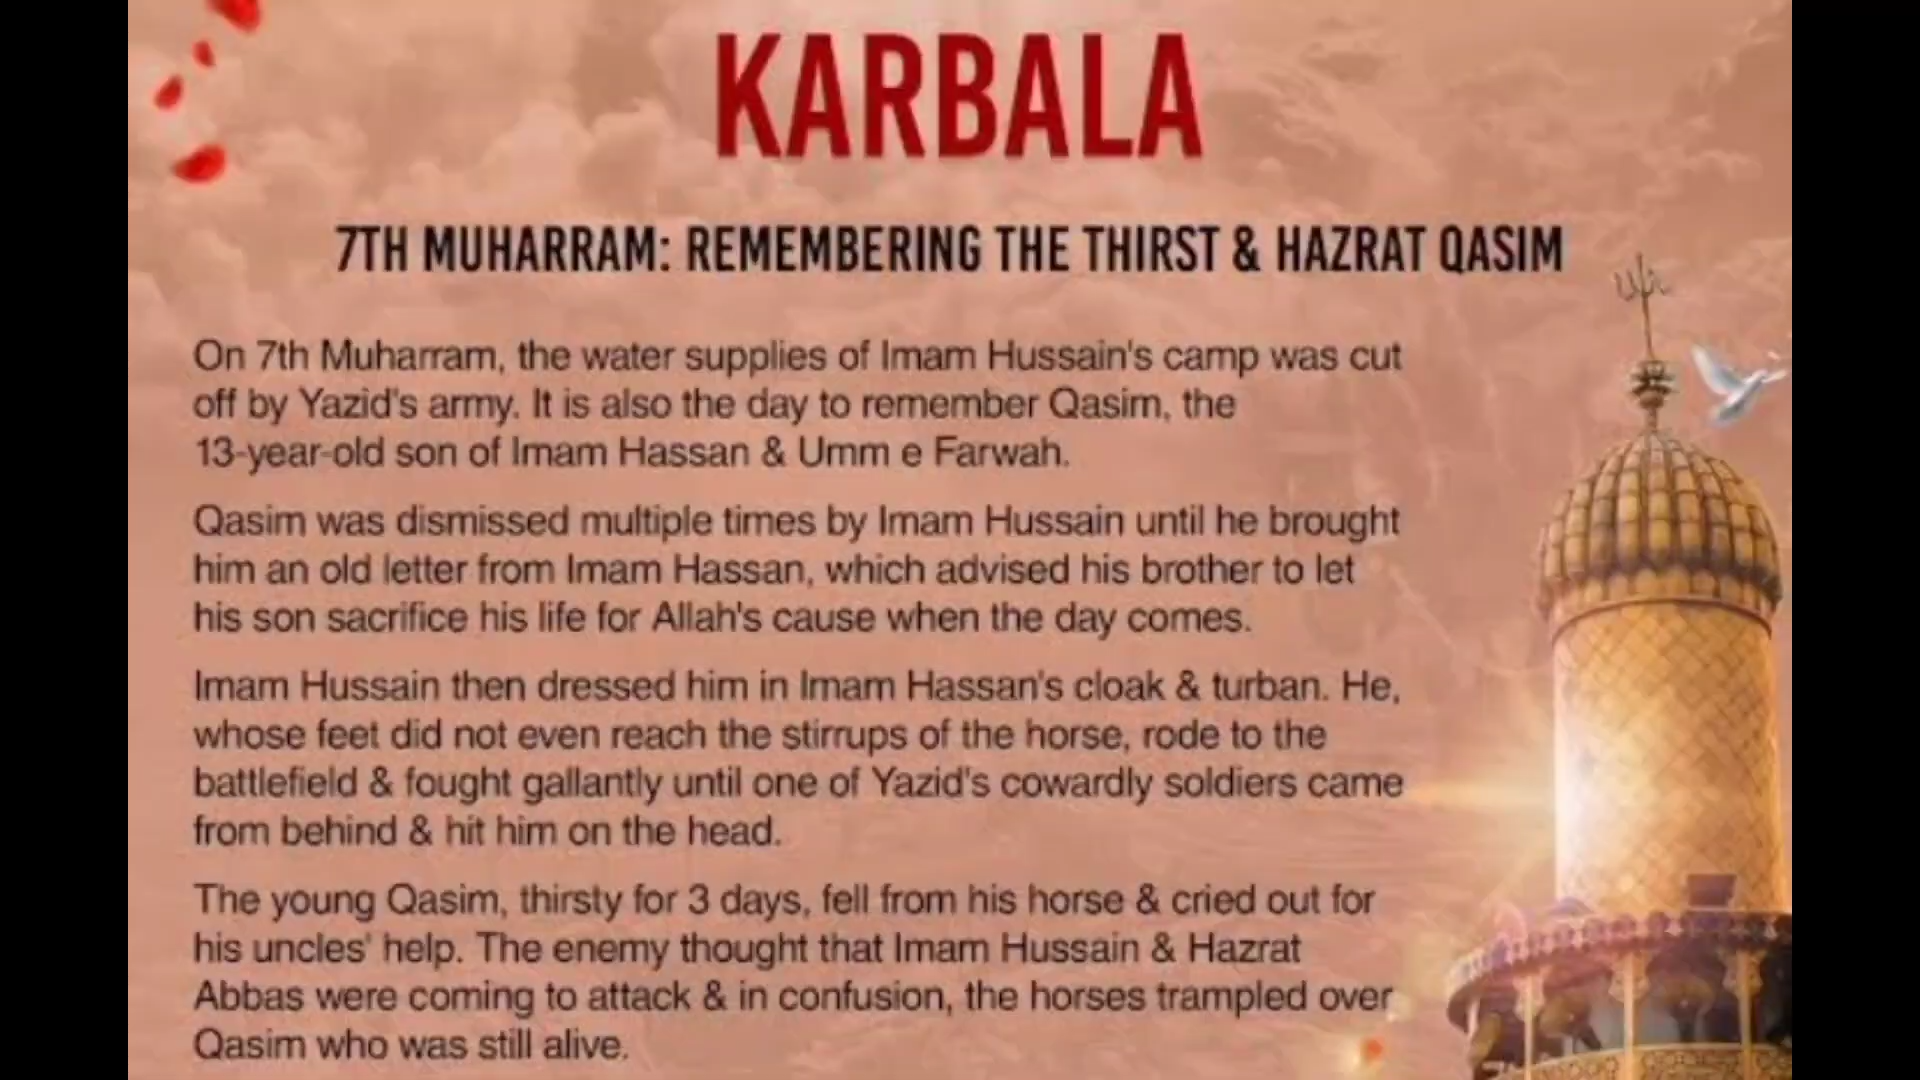 KARBALA
7TH MUHARRAM: REMEMBERING THE THIRST & HAZRAT QASIM
On 7th Muharram, the water supplies of Imam Hussain's camp was cut
off by Yazid's army. It is also the day to remember Qasim, the
13-year-old son of Imam Hassan & Umm e Farwah.
Qasim was dismissed multiple times by Imam Hussain until he brought
him an old letter from Imam Hassan, which advised his brother to let
his son sacrifice his life for Allah's cause when the day comes.
Imam Hussain then dressed him in Imam Hassan's cloak & turban. He,
whose feet did not even reach the stirrups of the horse, rode to the
battlefield & fought gallantly until one of Yazid's cowardly soldiers came
from behind & hit him on the head.
The young Qasim, thirsty for 3 days, fell from his horse & cried out for
his uncles' help. The enemy thought that Imam Hussain & Hazrat
Abbas were coming to attack & in confusion, the horses trampled over
Qasim who was still alive.